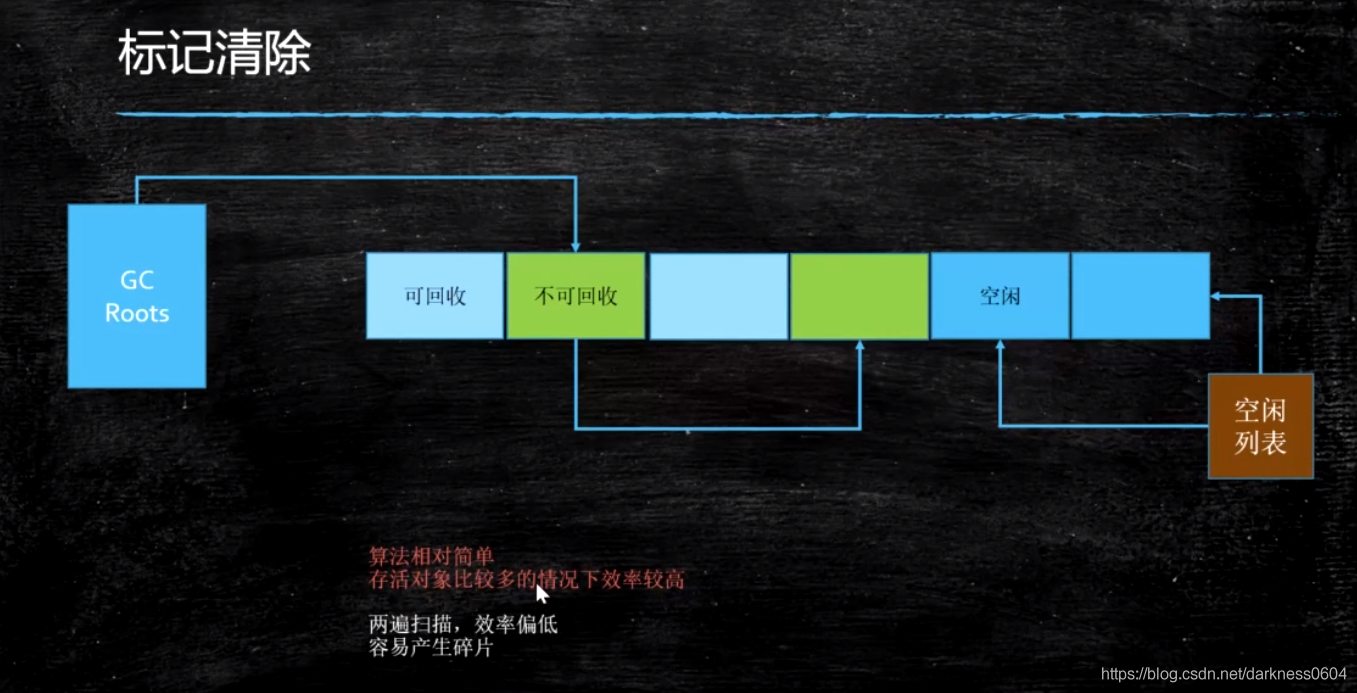 标记清除
GC
Roots
可回收
不可回收
空闲
空闲
列表
算法相对简单
存活对象比较多的情况下效率较高
两遍扫描，效率偏低
容易产生碎片
https://blog.csdn.net/darkness0604